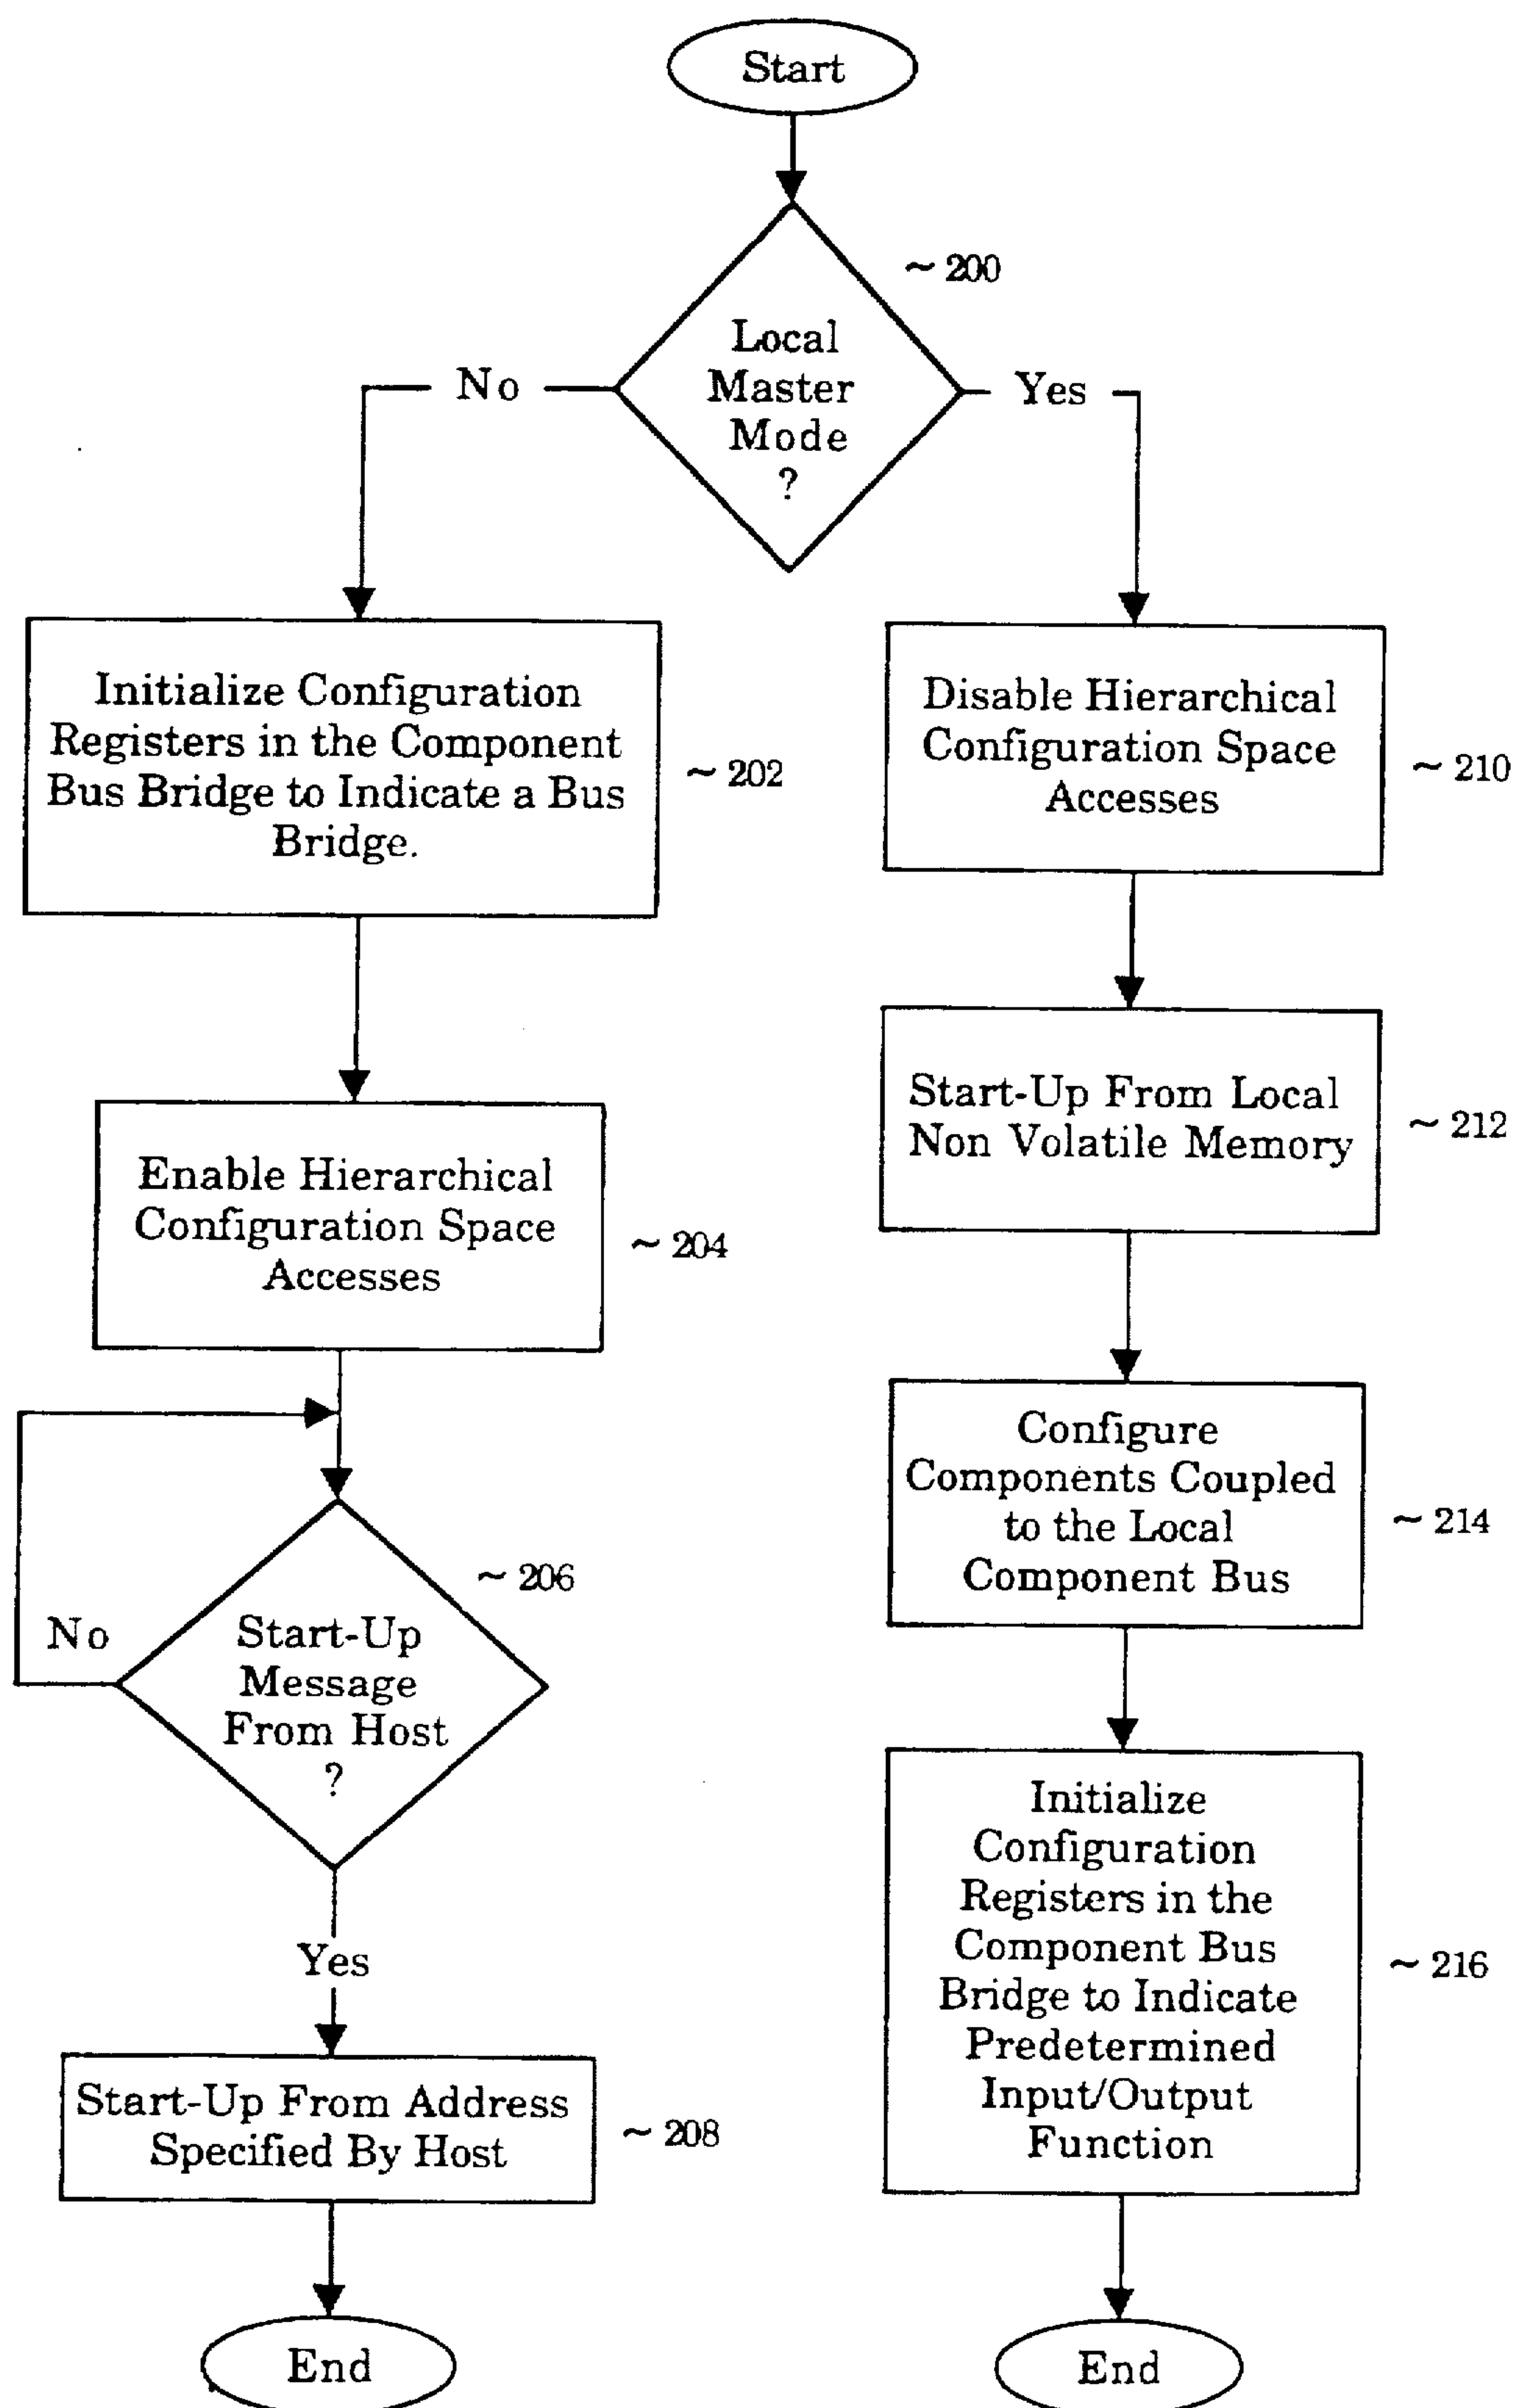 Start
~ 200
Local
Master
Mode
?
No
Yes
Initialize Configuration
Registers in the Component
Bus Bridge to Indicate a Bus
Bridge.
~ 202
Disable Hierarchical
Configuration Space
Accesses
~ 210
Enable Hierarchical
Configuration Space
Accesses
~ 204
Start-Up From Local
Non Volatile Memory
~ 212
Configure
Components Coupled
to the Local
Component Bus
~ 214
~ 206
Start-Up
Message
From Host
?
No
Yes
Initialize
Configuration
Registers in the
Component Bus
Bridge to Indicate
Predetermined
Input/Output
Function
~ 216
Start-Up From Address
Specified By Host
~ 208
End
End